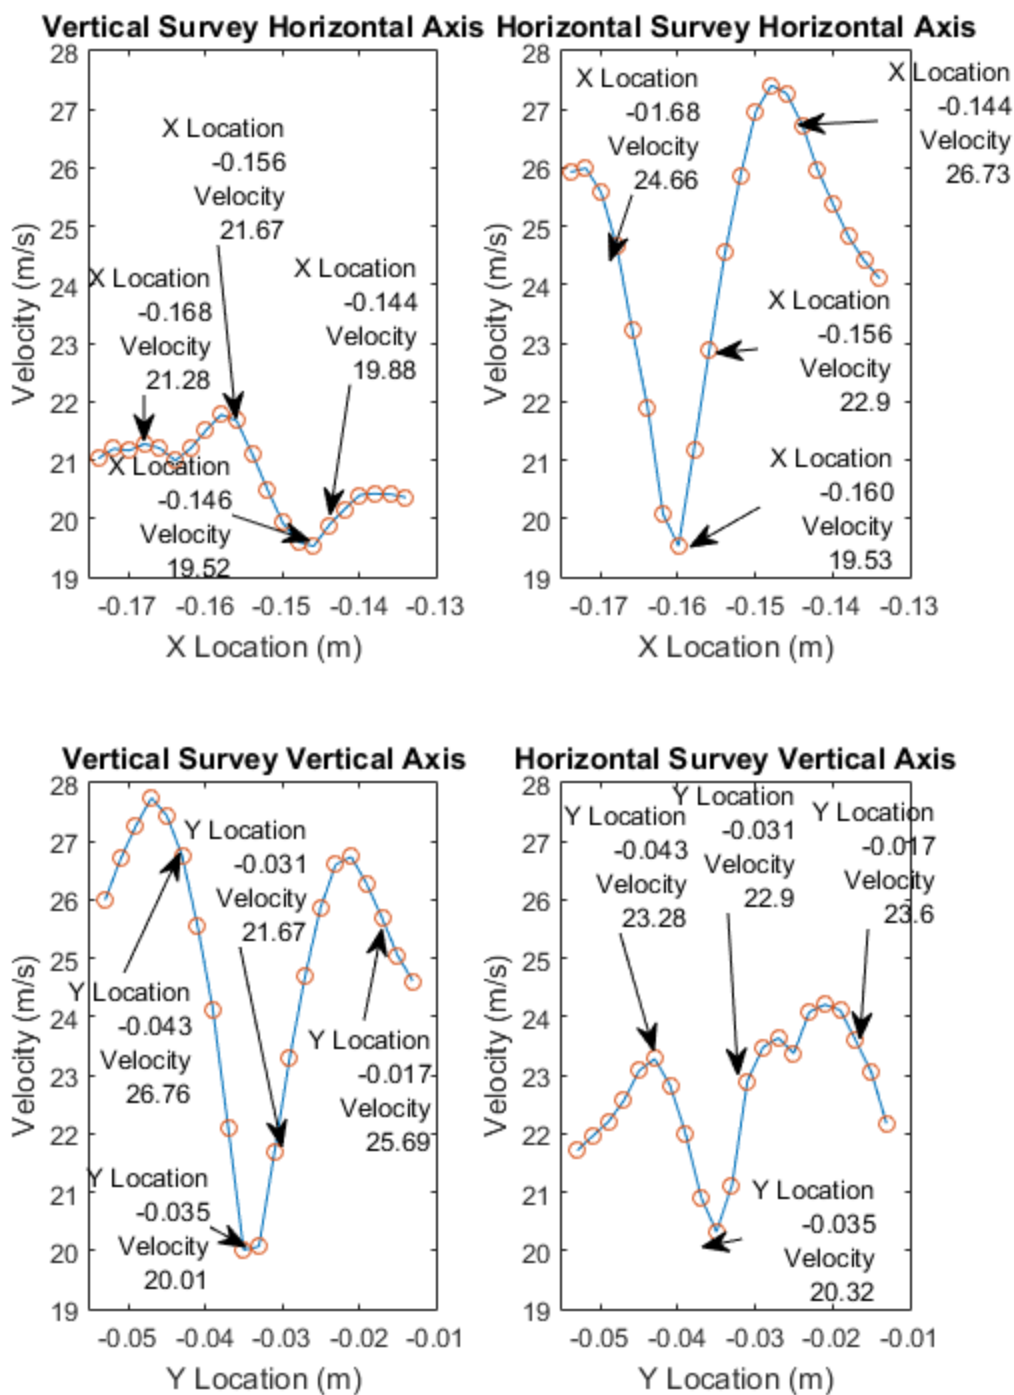 Vertical Survey Horizontal Axis
28
27
26
25
24
23
22
21
20
19
Velocity (m/s)
X Location
-0.156
Velocity
21.67
X Location
-0.168
Velocity
21.28
X Location
-0.144
Velocity
19.88
X Location
-0.146
Velocity
19.52
-0.17 -0.16 -0.15 -0.14 -0.13
X Location (m)
Horizontal Survey Horizontal Axis
28
27
26
25
24
23
22
21
20
19
Velocity (m/s)
X Location
-01.68
Velocity
24.66
X Location
-0.144
Velocity
26.73
X Location
-0.156
Velocity
22.9
X Location
-0.160
Velocity
19.53
-0.17 -0.16 -0.15 -0.14 -0.13
X Location (m)
Vertical Survey Vertical Axis
28
27
26
25
24
23
22
21
20
19
Velocity (m/s)
Y Location
-0.031
Velocity
21.67
Y Location
-0.043
Velocity
26.76
Y Location
-0.017
Velocity
25.69
Y Location
-0.035
Velocity
20.01
-0.05 -0.04 -0.03 -0.02 -0.01
Y Location (m)
Horizontal Survey Vertical Axis
28
27
26
25
24
23
22
21
20
19
Velocity (m/s)
Y Location
-0.043
Velocity
23.28
Y Location
-0.031
Velocity
22.9
Y Location
-0.017
Velocity
23.6
Y Location
-0.035
Velocity
20.32
-0.05 -0.04 -0.03 -0.02 -0.01
Y Location (m)